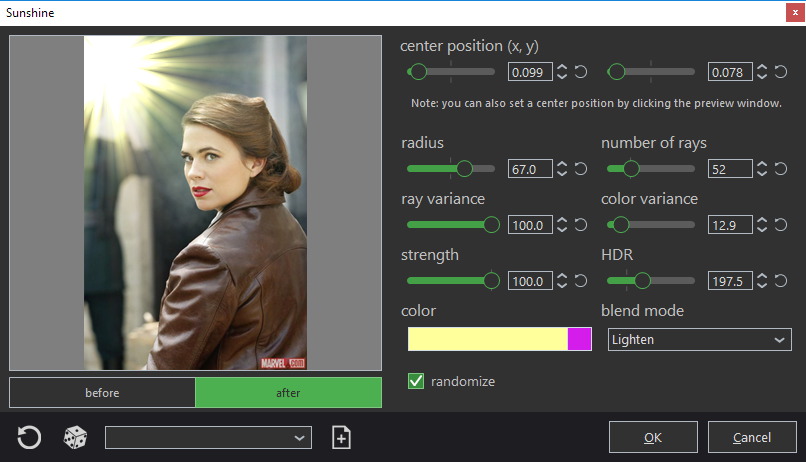 Sunshine
x
center position (x, y)
0.099
0.078
Note: you can also set a center position by clicking the preview window.
radius
number of rays
67.0
52
ray variance
color variance
100.0
12.9
strength
HDR
100.0
197.5
color
blend mode
Lighten
randomize
MARVEL.com
before
after
OK
Cancel